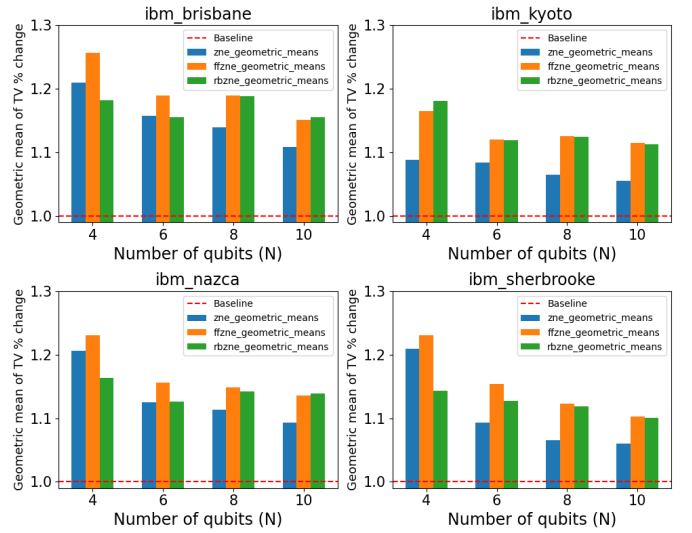 ibm_brisbane
Geometric mean of TV % change
1.3
1.2
1.1
1.0
Baseline
zne_geometric_means
ffzne_geometric_means
rbzne_geometric_means
4 6 8 10
Number of qubits (N)
ibm_kyoto
Geometric mean of TV % change
1.3
1.2
1.1
1.0
Baseline
zne_geometric_means
ffzne_geometric_means
rbzne_geometric_means
4 6 8 10
Number of qubits (N)
ibm_nazca
Geometric mean of TV % change
1.3
1.2
1.1
1.0
Baseline
zne_geometric_means
ffzne_geometric_means
rbzne_geometric_means
4 6 8 10
Number of qubits (N)
ibm_sherbrooke
Geometric mean of TV % change
1.3
1.2
1.1
1.0
Baseline
zne_geometric_means
ffzne_geometric_means
rbzne_geometric_means
4 6 8 10
Number of qubits (N)